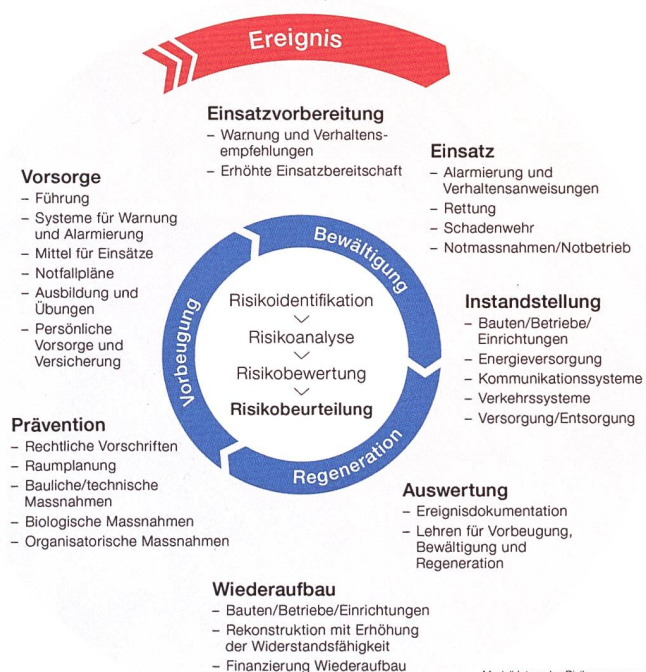 Ereignis
Einsatzvorbereitung
– Warnung und Verhaltens-
empfehlungen
– Erhöhte Einsatzbereitschaft
Einsatz
– Alarmierung und
Verhaltensanweisungen
– Rettung
– Schadenwehr
– Notmassnahmen/Notbetrieb
Vorsorge
– Führung
– Systeme für Warnung
und Alarmierung
– Mittel für Einsätze
– Notfallpläne
– Ausbildung und
Übungen
– Persönliche
Vorsorge und
Versicherung
Bewältigung
Vorbeugung
Regeneration
Risikoidentifikation
Risikoanalyse
Risikobewertung
Risikobeurteilung
Instandstellung
– Bauten/Betriebe/
Einrichtungen
– Energieversorgung
– Kommunikationssysteme
– Verkehrssysteme
– Versorgung/Entsorgung
Prävention
– Rechtliche Vorschriften
– Raumplanung
– Bauliche/technische
Massnahmen
– Biologische Massnahmen
– Organisatorische Massnahmen
Auswertung
– Ereignisdokumentation
– Lehren für Vorbeugung,
Bewältigung und
Regeneration
Wiederaufbau
– Bauten/Betriebe/Einrichtungen
– Rekonstruktion mit Erhöhung
der Widerstandsfähigkeit
– Finanzierung Wiederaufbau